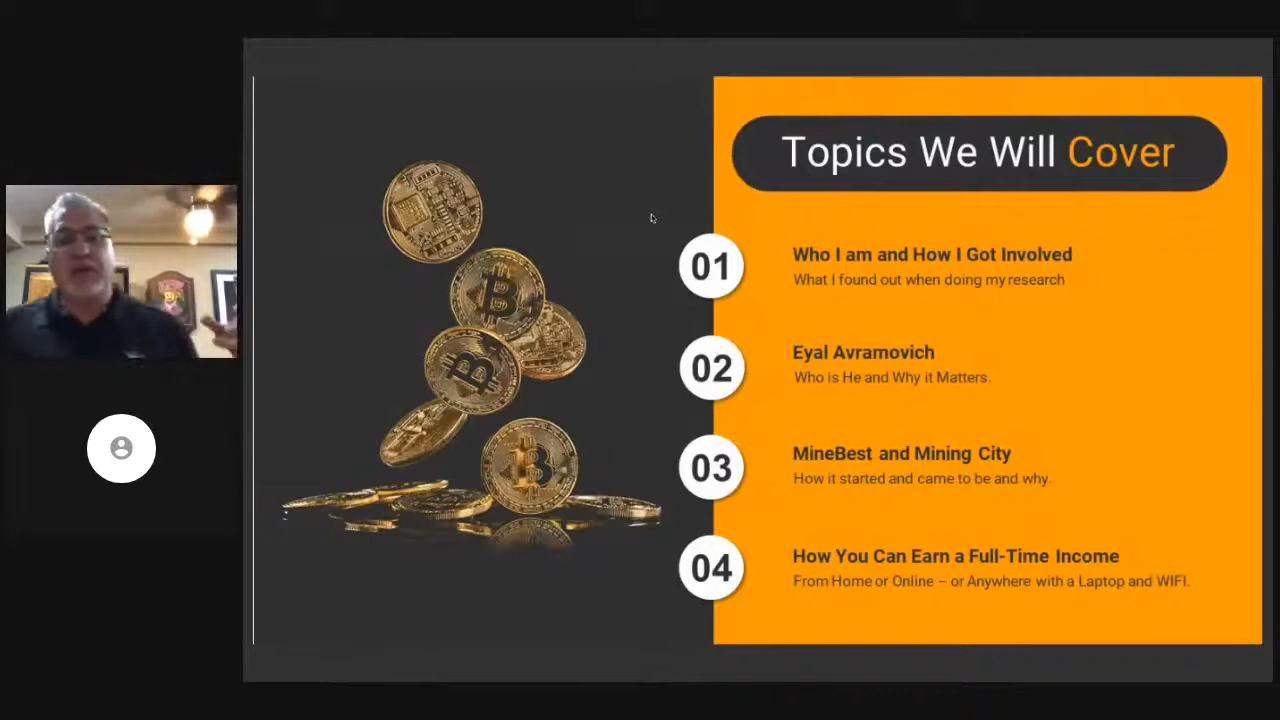 Topics We Will Cover
01
Who I am and How I Got Involved
What I found out when doing my research
02
Eyal Avramovich
Who is He and Why it Matters.
03
MineBest and Mining City
How it started and came to be and why.
04
How You Can Earn a Full-Time Income
From Home or Online – or Anywhere with a Laptop and WIFI.